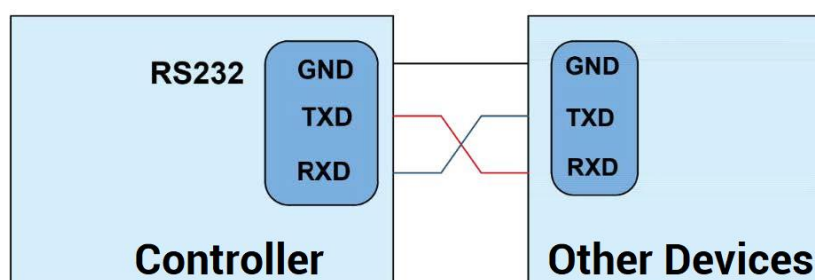 RS232
GND
TXD
RXD
Controller
GND
TXD
RXD
Other Devices